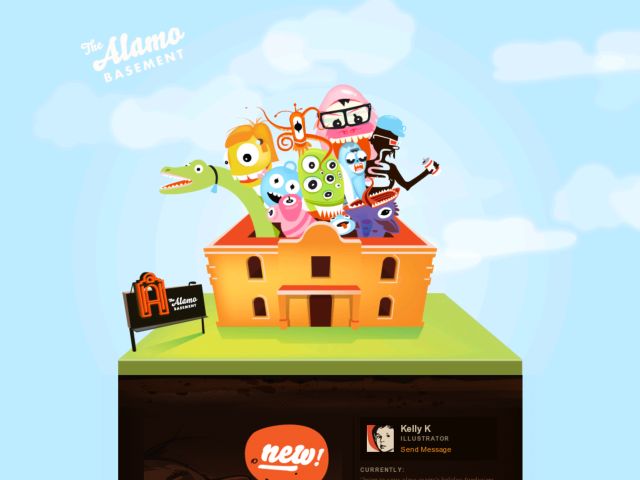 The Alamo
BASEMENT
The Alamo
BASEMENT
new!
Kelly K
ILLUSTRATOR
Send Message
CURRENTLY: